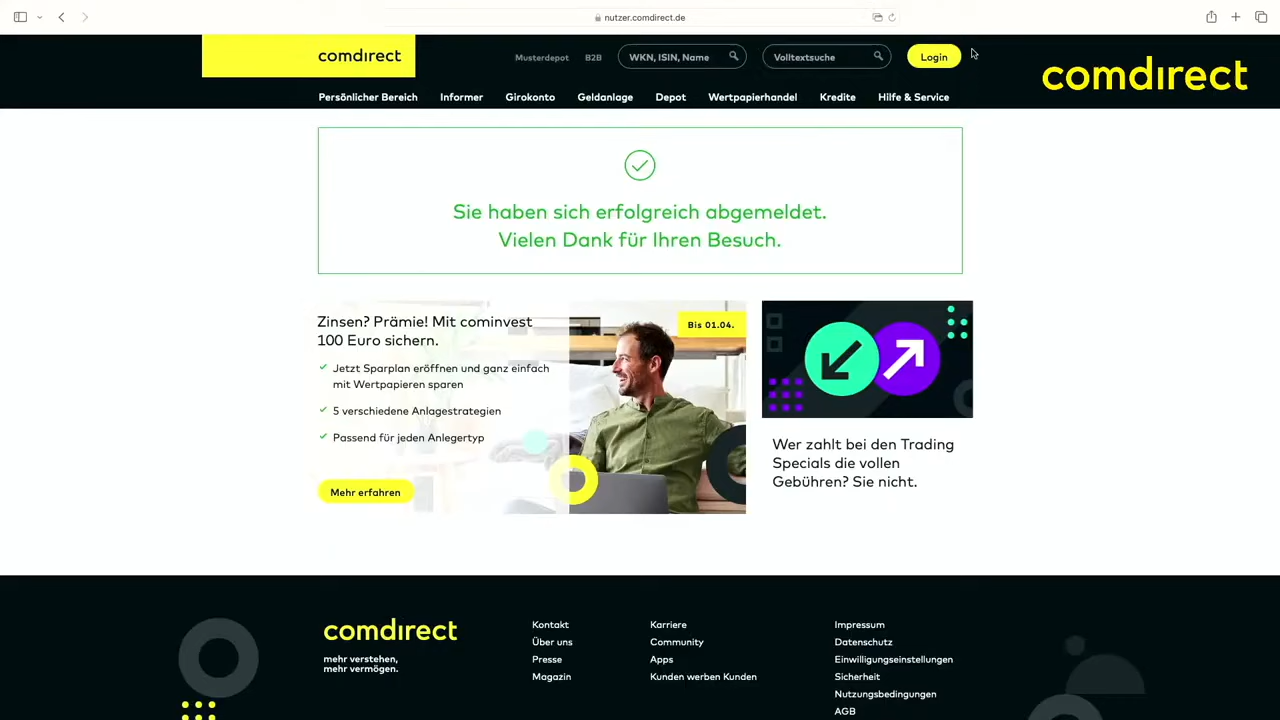 nutzer.comdirect.de
comdirect
Musterdepot
B2B
WKN, ISIN, Name
Volltextsuche
Login
comdirect
Persönlicher Bereich
Informer
Girokonto
Geldanlage
Depot
Wertpapierhandel
Kredite
Hilfe & Service
Sie haben sich erfolgreich abgemeldet.
Vielen Dank für Ihren Besuch.
Zinsen? Prämie! Mit cominvest
100 Euro sichern.
Jetzt Sparplan eröffnen und ganz einfach
mit Wertpapieren sparen
5 verschiedene Anlagestrategien
Passend für jeden Anlegertyp
Mehr erfahren
Bis 01.04.
Wer zahlt bei den Trading
Specials die vollen
Gebühren? Sie nicht.
comdirect
mehr verstehen,
mehr vermögen.
Kontakt
Über uns
Presse
Magazin
Karriere
Community
Apps
Kunden werben Kunden
Impressum
Datenschutz
Einwilligungseinstellungen
Sicherheit
Nutzungsbedingungen
AGB